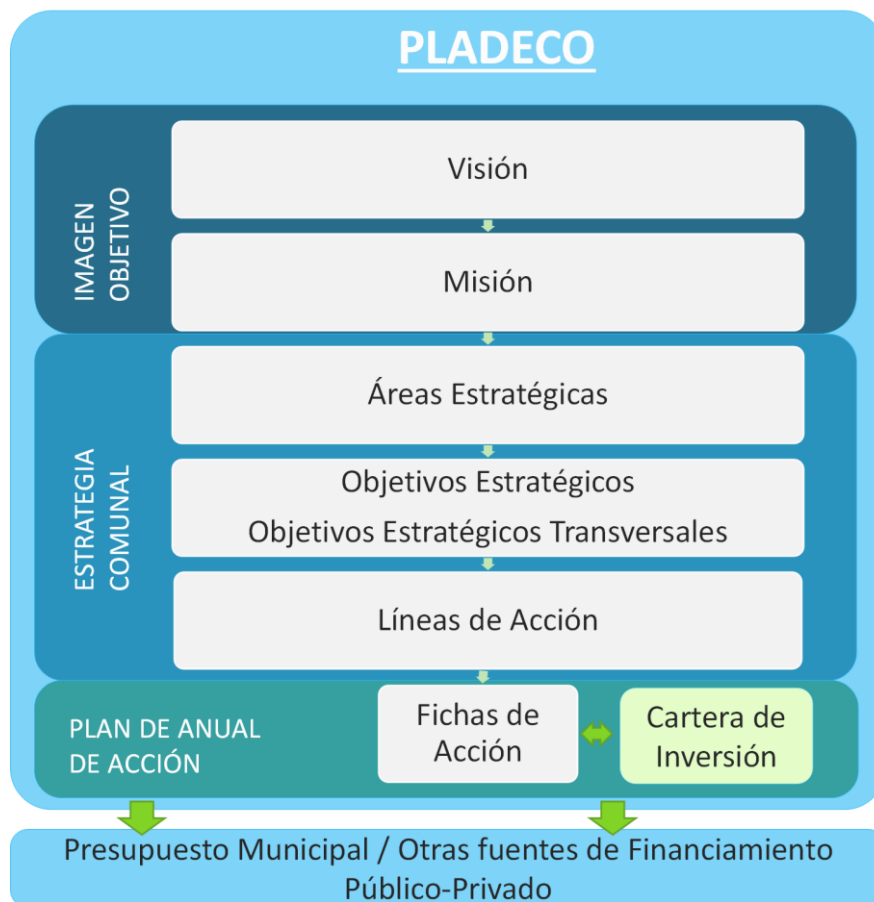 PLADECO
IMAGEN
OBJETIVO
Visión
Misión
ESTRATEGIA
COMUNAL
Áreas Estratégicas
Objetivos Estratégicos
Objetivos Estratégicos Transversales
Líneas de Acción
PLAN DE ANUAL
DE ACCIÓN
Fichas de
Acción
Cartera de
Inversión
Presupuesto Municipal / Otras fuentes de Financiamiento
Público-Privado